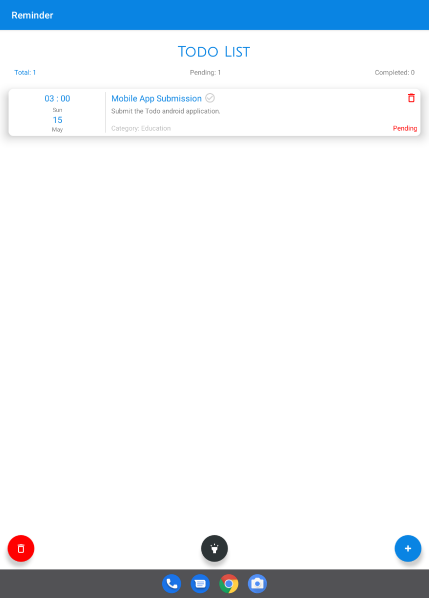 Reminder
Todo List
Total: 1
Pending: 1
Completed: 0
03 : 00
Sun
15
May
Mobile App Submission
Submit the Todo android application.
Category: Education
Pending